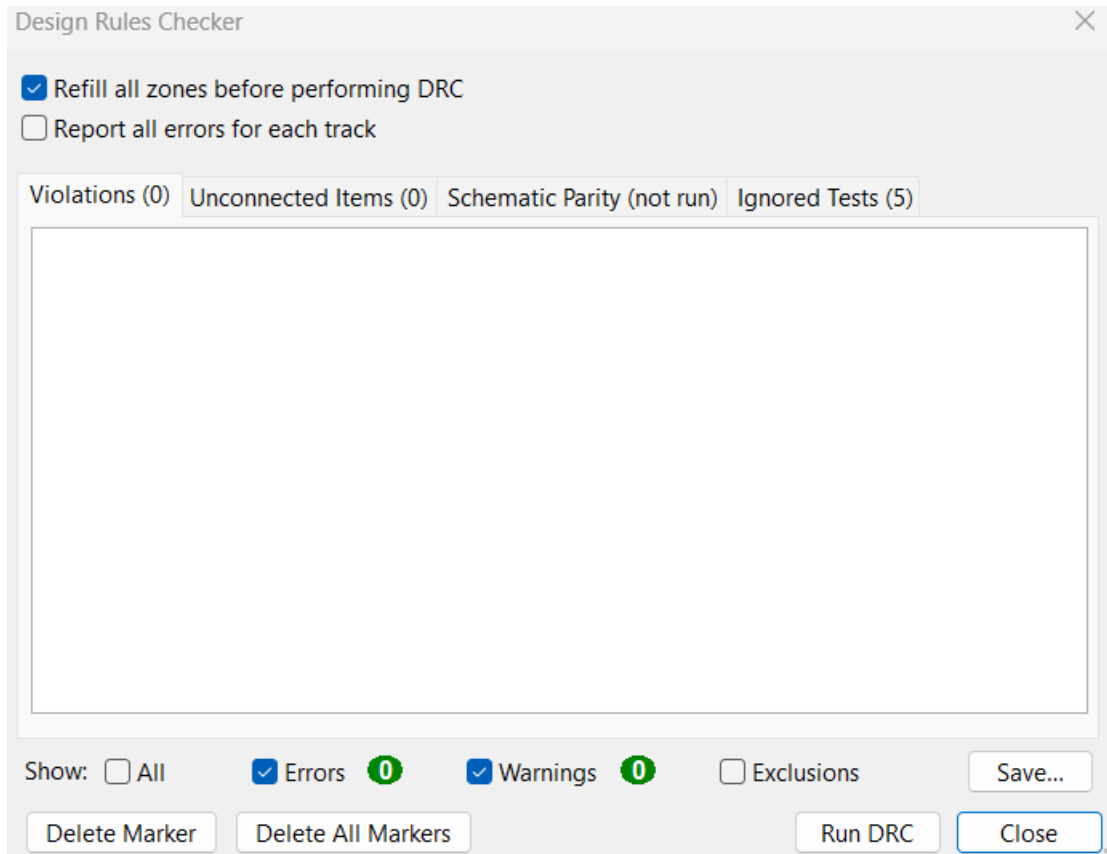 Design Rules Checker
Refill all zones before performing DRC
Report all errors for each track
Violations (0) Unconnected Items (0) Schematic Parity (not run) Ignored Tests (5)
Show: All Errors 0 Warnings 0 Exclusions Save...
Delete Marker Delete All Markers Run DRC Close